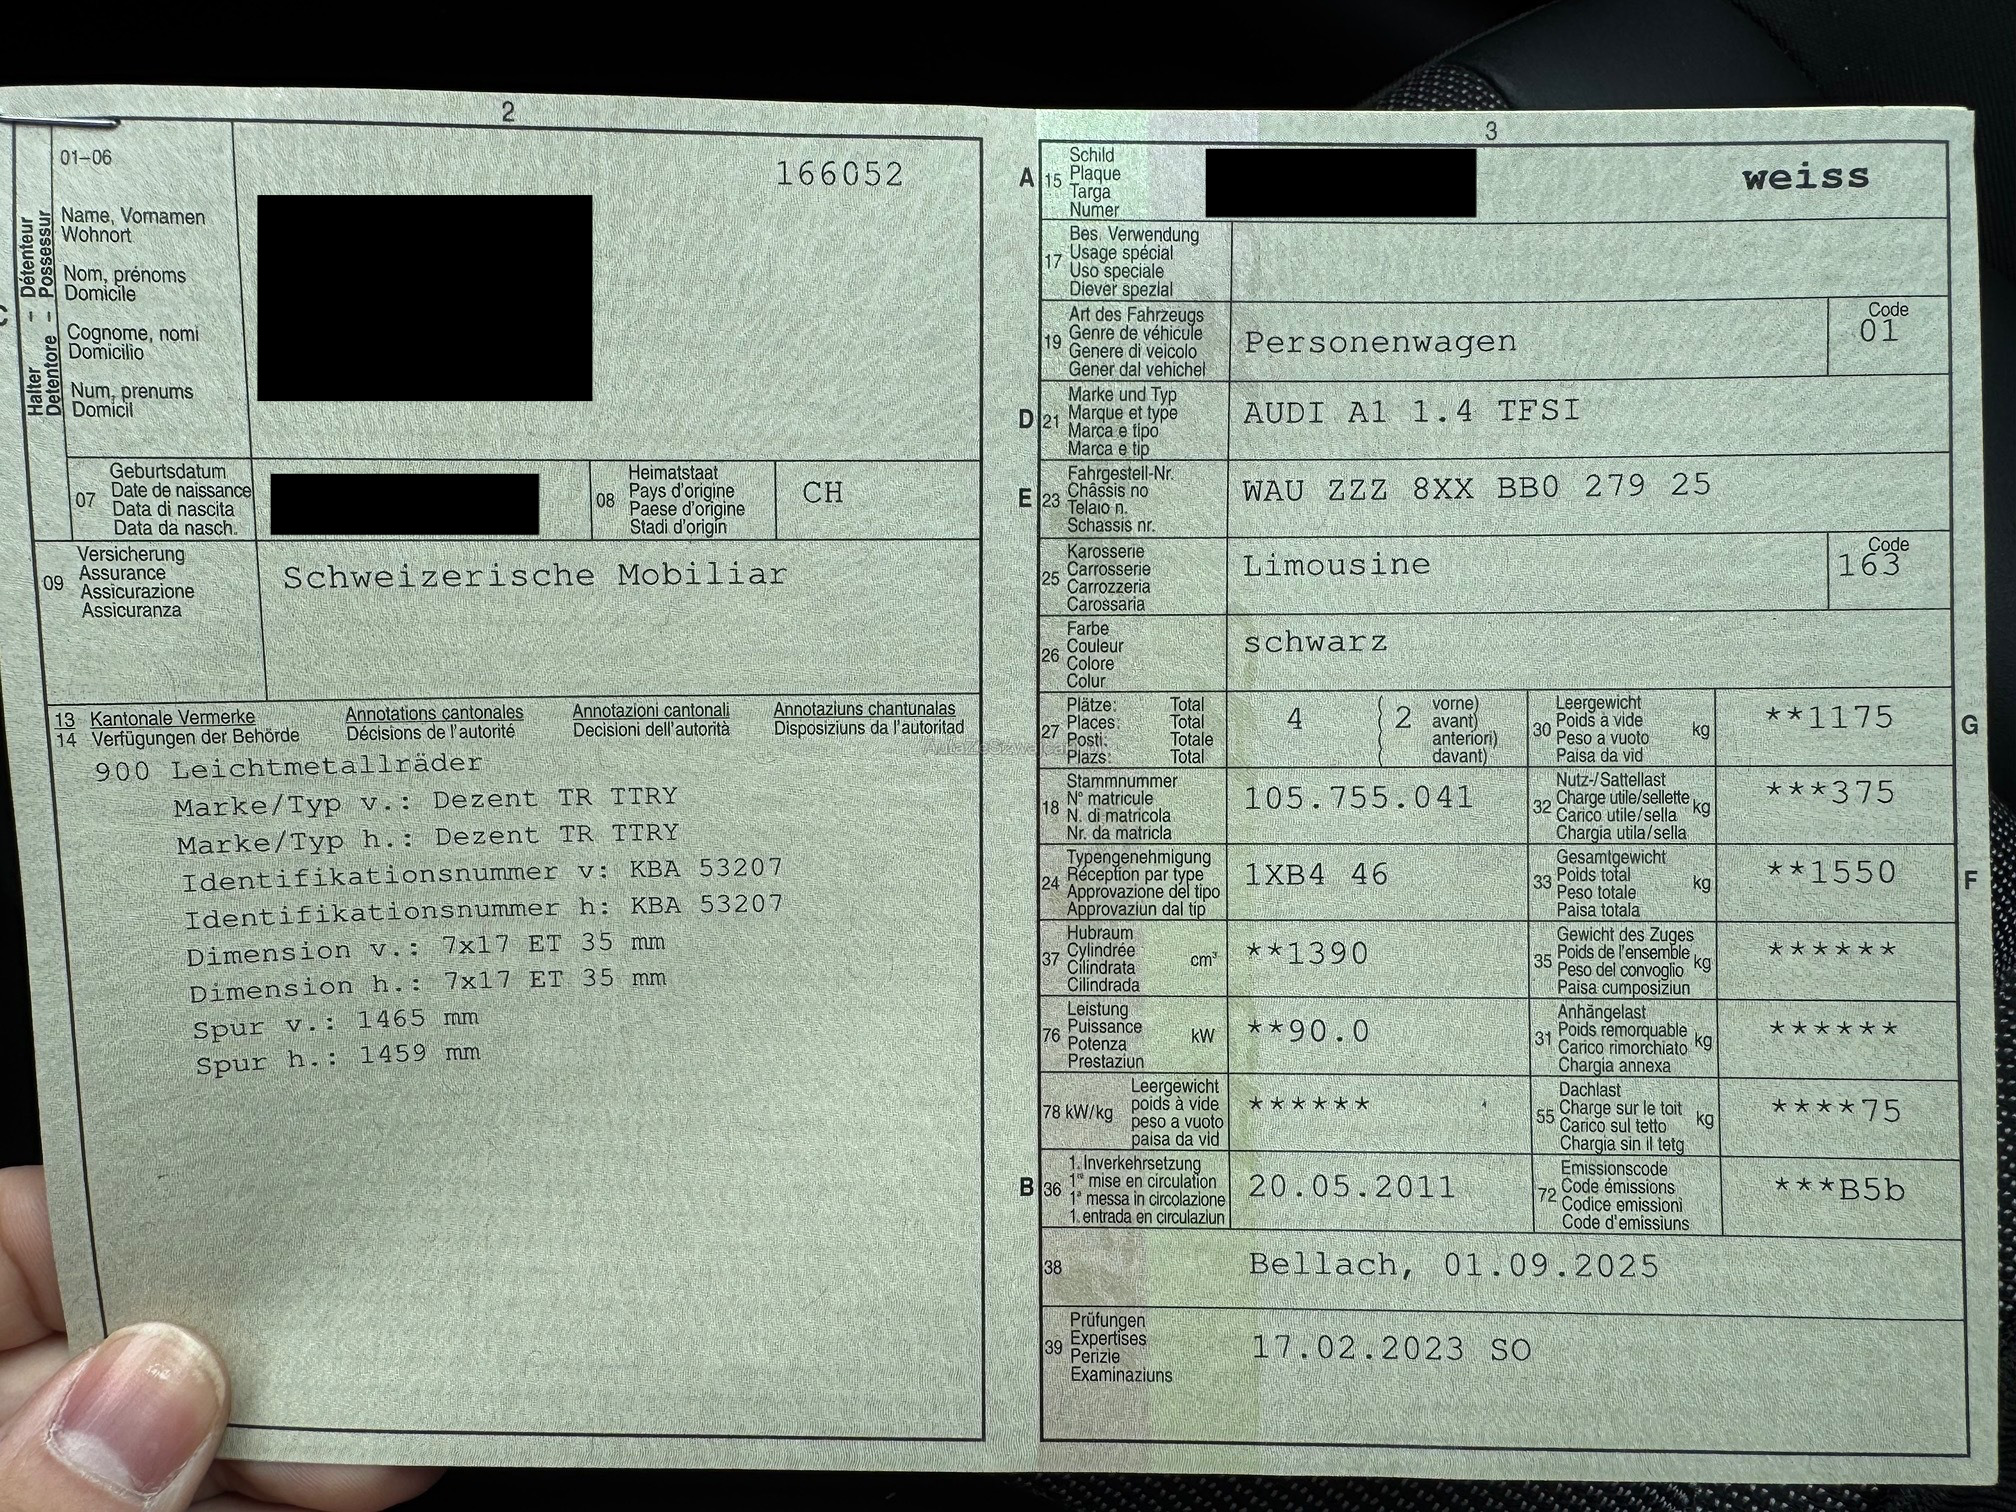 2
01–06
166052
Halter – Détenteur
Detentore – Possessur
Name, Vornamen
Wohnort
Nom, prénoms
Domicile
Cognome, nomi
Domicilio
Num, prenums
Domicil
07
Geburtsdatum
Date de naissance
Data di nascita
Data da nasch.
08
Heimatstaat
Pays d'origine
Paese d'origine
Stadi d'origin
CH
09
Versicherung
Assurance
Assicurazione
Assicuranza
Schweizerische Mobiliar
13
14
Kantonale Vermerke
Verfügungen der Behörde
Annotations cantonales
Décisions de l'autorité
Annotazioni cantonali
Decisioni dell'autorità
Annotaziuns chantunalas
Disposiziuns da l'autoritad
900 Leichtmetallräder
Marke/Typ v.: Dezent TR TTRY
Marke/Typ h.: Dezent TR TTRY
Identifikationsnummer v: KBA 53207
Identifikationsnummer h: KBA 53207
Dimension v.: 7x17 ET 35 mm
Dimension h.: 7x17 ET 35 mm
Spur v.: 1465 mm
Spur h.: 1459 mm
3
A
15
Schild
Plaque
Targa
Numer
weiss
17
Bes. Verwendung
Usage spécial
Uso speciale
Diever spezial
19
Art des Fahrzeugs
Genre de véhicule
Genere di veicolo
Gener dal vehichel
Personenwagen
Code
01
D
21
Marke und Typ
Marque et type
Marca e tipo
Marca e tip
AUDI A1 1.4 TFSI
E
23
Fahrgestell-Nr.
Châssis no
Telaio n.
Schassis nr.
WAU ZZZ 8XX BB0 279 25
25
Karosserie
Carrosserie
Carrozzeria
Carossaria
Limousine
Code
163
26
Farbe
Couleur
Colore
Colur
schwarz
27
Plätze: Total
Places: Total
Posti: Totale
Plazs: Total
4
( 2
vorne)
avant)
anteriori)
davant)
30
Leergewicht
Poids à vide
Peso a vuoto
Paisa da vid
kg
**1175
G
18
Stammnummer
N° matricule
N. di matricola
Nr. da matricla
105.755.041
32
Nutz-/Sattellast
Charge utile/sellette
Carico utile/sella
Chargia utila/sella
kg
***375
24
Typengenehmigung
Réception par type
Approvazione del tipo
Approvaziun dal tip
1XB4 46
33
Gesamtgewicht
Poids total
Peso totale
Paisa totala
kg
**1550
F
37
Hubraum
Cylindrée
Cilindrata
Cilindrada
cm³
**1390
35
Gewicht des Zuges
Poids de l'ensemble
Peso del convoglio
Paisa cumposiziun
kg
******
76
Leistung
Puissance
Potenza
Prestaziun
kW
**90.0
31
Anhängelast
Poids remorquable
Carico rimorchiato
Chargia annexa
kg
******
78 kW/kg
Leergewicht
poids à vide
peso a vuoto
paisa da vid
******
55
Dachlast
Charge sur le toit
Carico sul tetto
Chargia sin il tetg
kg
****75
B
36
1. Inverkehrsetzung
1re mise en circulation
1a messa in circolazione
1. entrada en circulaziun
20.05.2011
72
Emissionscode
Code émissions
Codice emissioni
Code d'emissiuns
***B5b
38
Bellach, 01.09.2025
39
Prüfungen
Expertises
Perizie
Examinaziuns
17.02.2023 SO